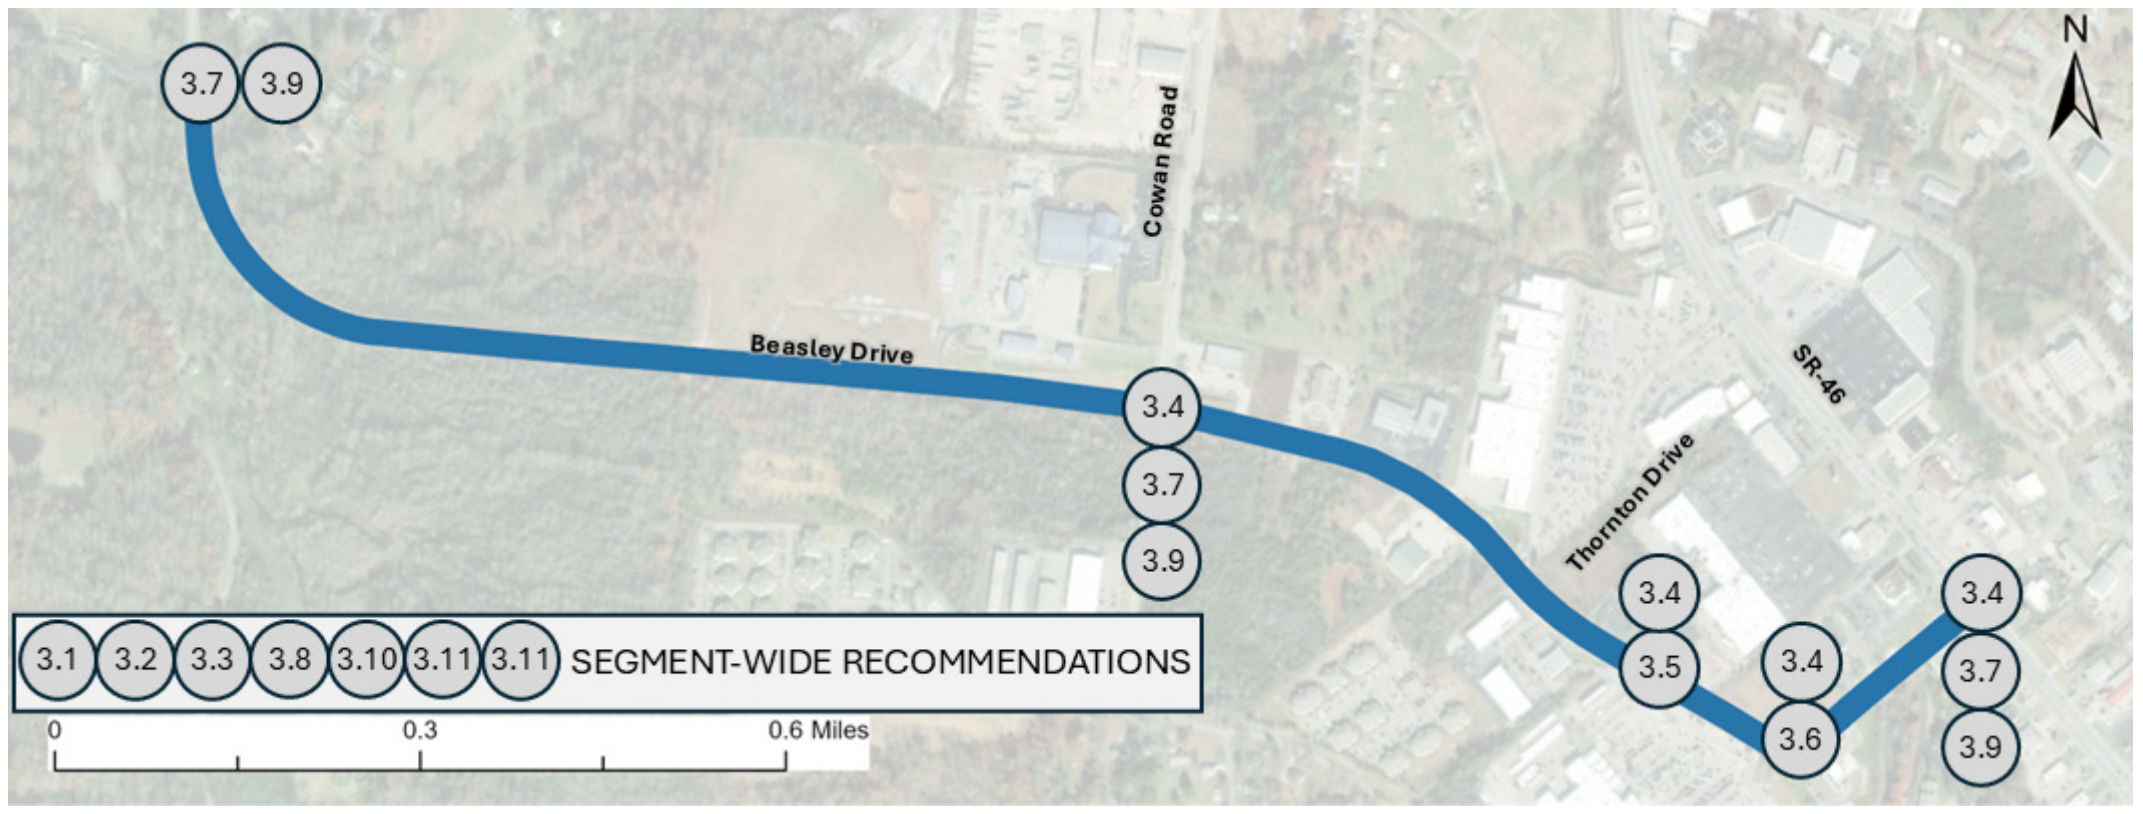 N
3.7 3.9
Cowan Road
Beasley Drive
SR-46
3.4
3.7
3.9
Thornton Drive
3.4
3.5
3.4
3.6
3.4
3.7
3.9
3.1 3.2 3.3 3.8 3.10 3.11 3.11 SEGMENT-WIDE RECOMMENDATIONS
0 0.3 0.6 Miles